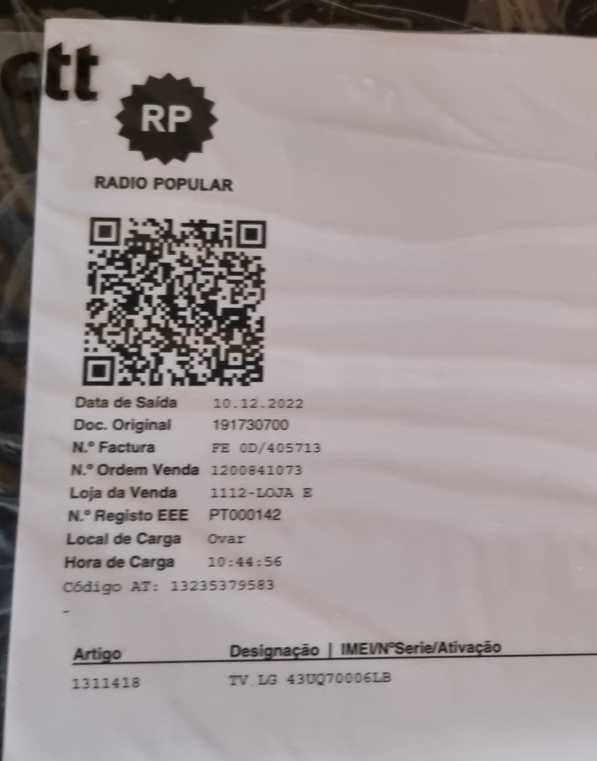 ctt
RP
RADIO POPULAR
Data de Saída 10.12.2022
Doc. Original 191730700
N.º Factura FE 0D/405713
N.º Ordem Venda 1200841073
Loja da Venda 1112-LOJA E
N.º Registo EEE PT000142
Local de Carga Ovar
Hora de Carga 10:44:56
Código AT: 13235379583
-
Artigo Designação | IMEI/NºSerie/Ativação
1311418 TV LG 43UQ70006LB